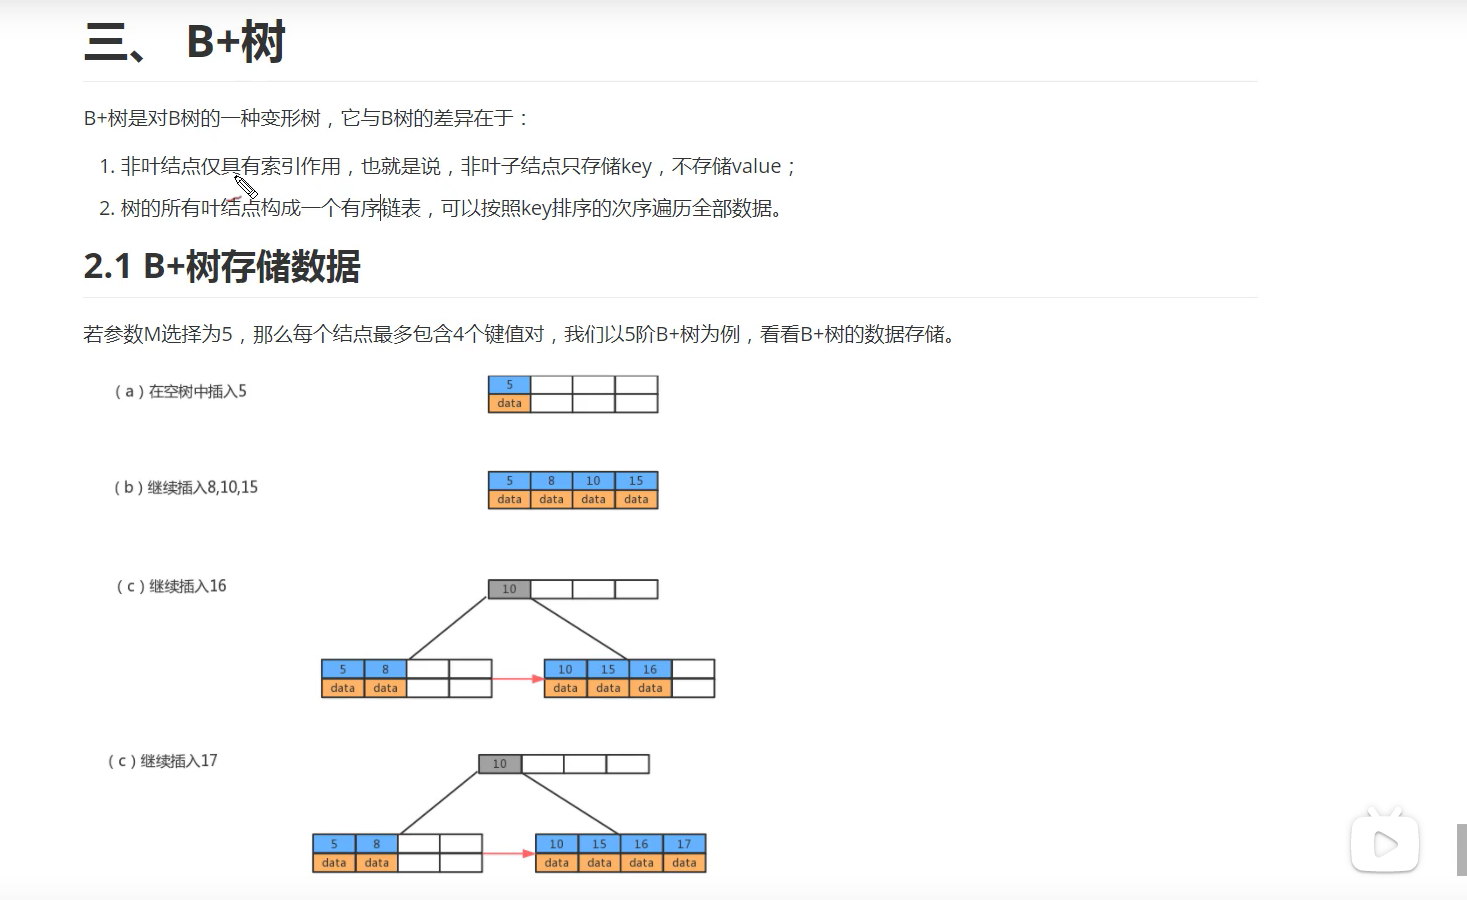 三、 B+树
B+树是对B树的一种变形树，它与B树的差异在于：
1. 非叶结点仅具有索引作用，也就是说，非叶子结点只存储key，不存储value；
2. 树的所有叶结点构成一个有序链表，可以按照key排序的次序遍历全部数据。
2.1 B+树存储数据
若参数M选择为5，那么每个结点最多包含4个键值对，我们以5阶B+树为例，看看B+树的数据存储。
（a）在空树中插入5
5
data
（b）继续插入8,10,15
5 8 10 15
data data data data
（c）继续插入16
10
5 8 10 15 16
data data data data data
（c）继续插入17
10
5 8 10 15 16 17
data data data data data data